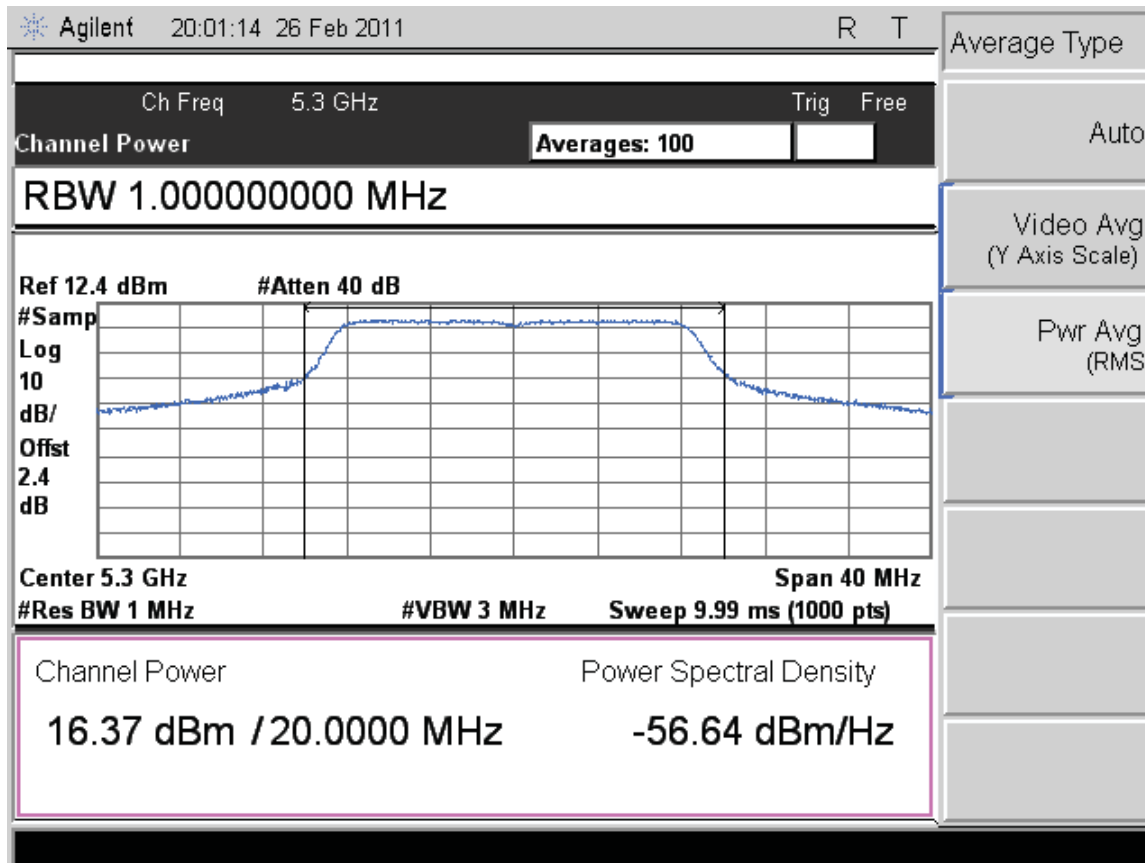 Agilent 20:01:14 26 Feb 2011 R T
Average Type
Ch Freq 5.3 GHz Trig Free
Channel Power Averages: 100
Auto
RBW 1.000000000 MHz
Video Avg
(Y Axis Scale)
Ref 12.4 dBm #Atten 40 dB
#Samp
Log
10
dB/
Offst
2.4
dB
Pwr Avg
(RMS
Center 5.3 GHz Span 40 MHz
#Res BW 1 MHz #VBW 3 MHz Sweep 9.99 ms (1000 pts)
Channel Power Power Spectral Density
16.37 dBm / 20.0000 MHz -56.64 dBm/Hz